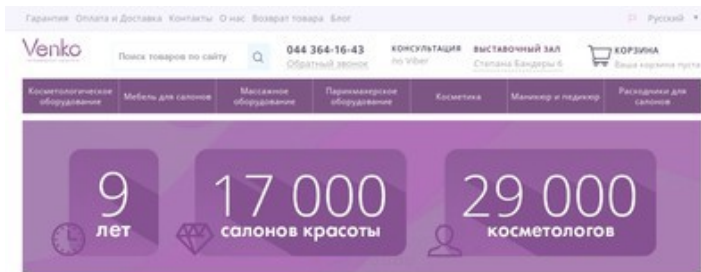 Гарантия Оплата и Доставка Контакты О нас Возврат товара Блог
Русский
Venko
Поиск товаров по сайту
044 364-16-43
Обратный звонок
КОНСУЛЬТАЦИЯ
по Viber
ВЫСТАВОЧНЫЙ ЗАЛ
Степана Бандеры 6
КОРЗИНА
Ваша корзина пуста
Косметологическое
оборудование
Мебель для салонов
Массажное
оборудование
Парикмахерское
оборудование
Косметика
Маникюр и педикюр
Расходники для
салонов
9
лет
17 000
салонов красоты
29 000
косметологов